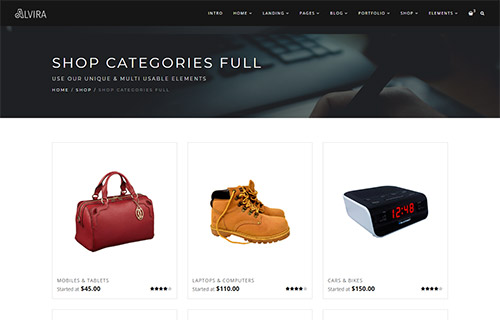 ALVIRA
INTRO HOME LANDING PAGES BLOG PORTFOLIO SHOP ELEMENTS
SHOP CATEGORIES FULL
USE OUR UNIQUE & MULTI USABLE ELEMENTS
HOME / SHOP / SHOP CATEGORIES FULL
MOBILES & TABLETS
Started at $45.00
LAPTOPS & COMPUTERS
Started at $110.00
12:48
CARS & BIKES
Started at $150.00